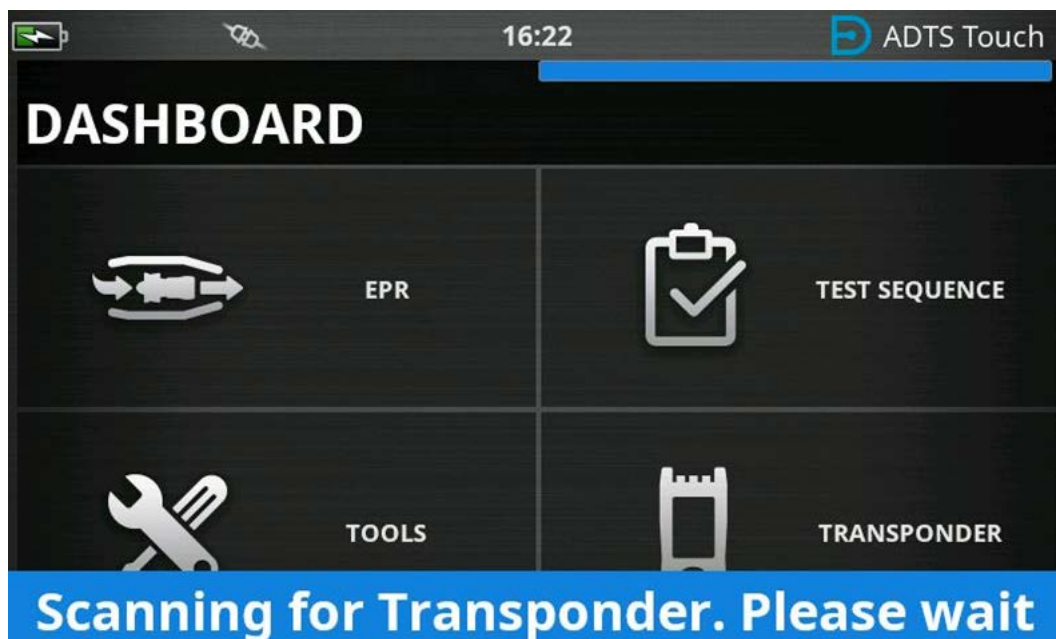 16:22
ADTS Touch
DASHBOARD
EPR
TEST SEQUENCE
TOOLS
TRANSPONDER
Scanning for Transponder. Please wait